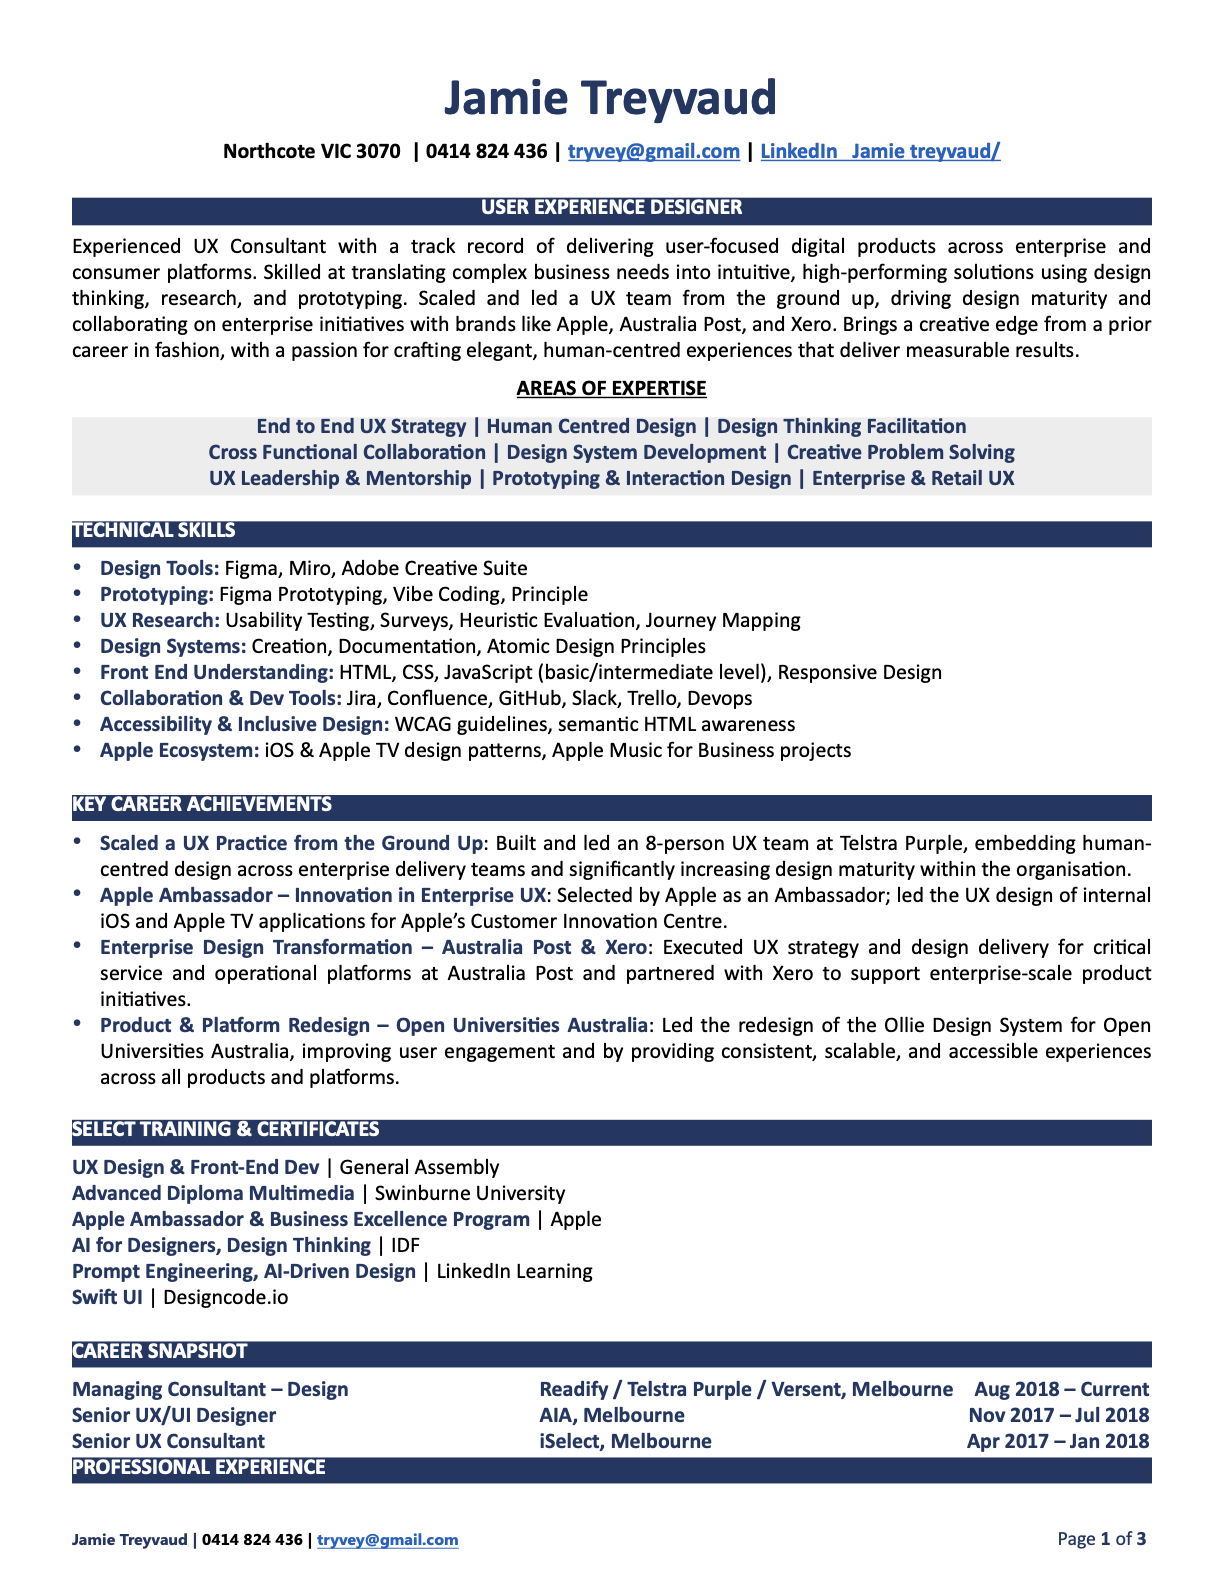 Jamie Treyvaud
Northcote VIC 3070 | 0414 824 436 | tryvey@gmail.com | LinkedIn Jamie treyvaud/
USER EXPERIENCE DESIGNER
Experienced UX Consultant with a track record of delivering user-focused digital products across enterprise and
consumer platforms. Skilled at translating complex business needs into intuitive, high-performing solutions using design
thinking, research, and prototyping. Scaled and led a UX team from the ground up, driving design maturity and
collaborating on enterprise initiatives with brands like Apple, Australia Post, and Xero. Brings a creative edge from a prior
career in fashion, with a passion for crafting elegant, human-centred experiences that deliver measurable results.
AREAS OF EXPERTISE
End to End UX Strategy | Human Centred Design | Design Thinking Facilitation
Cross Functional Collaboration | Design System Development | Creative Problem Solving
UX Leadership & Mentorship | Prototyping & Interaction Design | Enterprise & Retail UX
TECHNICAL SKILLS
• Design Tools: Figma, Miro, Adobe Creative Suite
• Prototyping: Figma Prototyping, Vibe Coding, Principle
• UX Research: Usability Testing, Surveys, Heuristic Evaluation, Journey Mapping
• Design Systems: Creation, Documentation, Atomic Design Principles
• Front End Understanding: HTML, CSS, JavaScript (basic/intermediate level), Responsive Design
• Collaboration & Dev Tools: Jira, Confluence, GitHub, Slack, Trello, Devops
• Accessibility & Inclusive Design: WCAG guidelines, semantic HTML awareness
• Apple Ecosystem: iOS & Apple TV design patterns, Apple Music for Business projects
KEY CAREER ACHIEVEMENTS
• Scaled a UX Practice from the Ground Up: Built and led an 8-person UX team at Telstra Purple, embedding human-
centred design across enterprise delivery teams and significantly increasing design maturity within the organisation.
• Apple Ambassador – Innovation in Enterprise UX: Selected by Apple as an Ambassador; led the UX design of internal
iOS and Apple TV applications for Apple’s Customer Innovation Centre.
• Enterprise Design Transformation – Australia Post & Xero: Executed UX strategy and design delivery for critical
service and operational platforms at Australia Post and partnered with Xero to support enterprise-scale product
initiatives.
• Product & Platform Redesign – Open Universities Australia: Led the redesign of the Ollie Design System for Open
Universities Australia, improving user engagement and by providing consistent, scalable, and accessible experiences
across all products and platforms.
SELECT TRAINING & CERTIFICATES
UX Design & Front-End Dev | General Assembly
Advanced Diploma Multimedia | Swinburne University
Apple Ambassador & Business Excellence Program | Apple
AI for Designers, Design Thinking | IDF
Prompt Engineering, AI-Driven Design | LinkedIn Learning
Swift UI | Designcode.io
CAREER SNAPSHOT
Managing Consultant – Design Readify / Telstra Purple / Versent, Melbourne Aug 2018 – Current
Senior UX/UI Designer AIA, Melbourne Nov 2017 – Jul 2018
Senior UX Consultant iSelect, Melbourne Apr 2017 – Jan 2018
PROFESSIONAL EXPERIENCE
Jamie Treyvaud | 0414 824 436 | tryvey@gmail.com Page 1 of 3